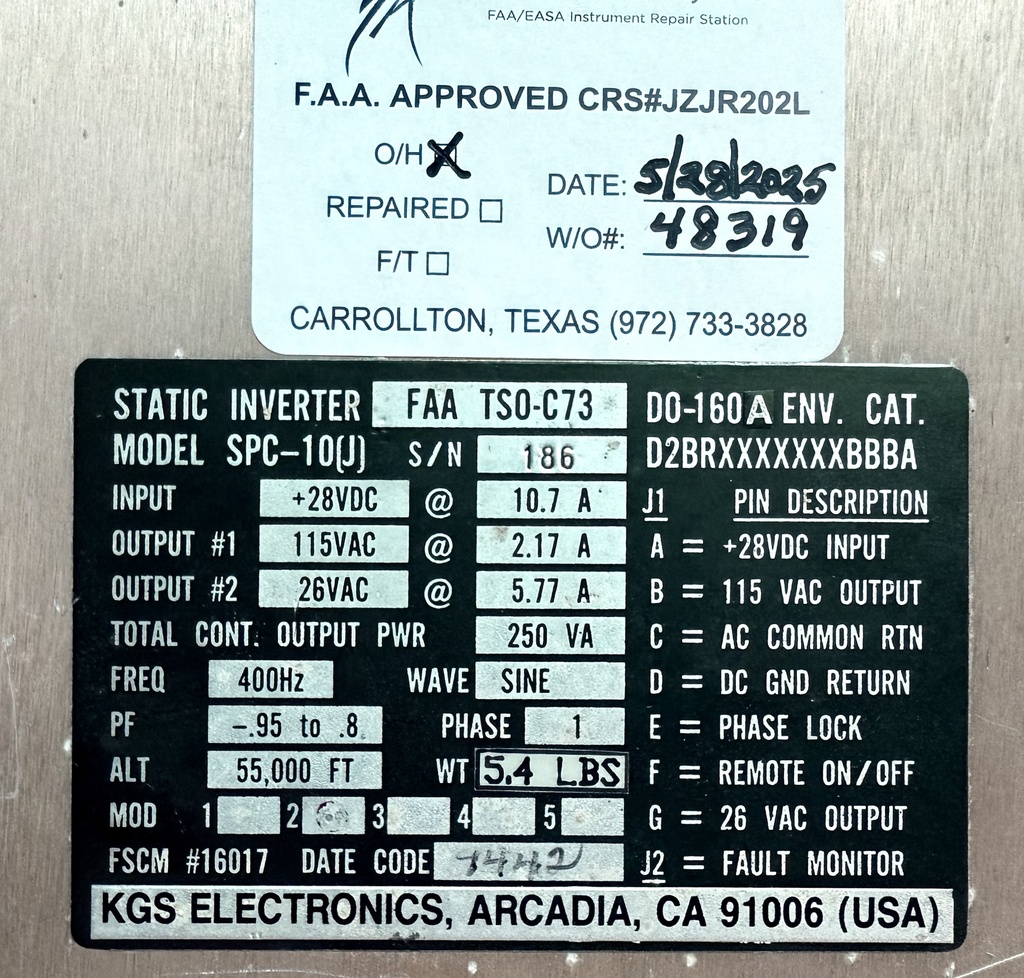 FAA/EASA Instrument Repair Station
F.A.A. APPROVED CRS#JZJR202L
O/H
REPAIRED
F/T
DATE: 5/28/2025
W/O#: 48319
CARROLLTON, TEXAS (972) 733-3828
STATIC INVERTER FAA TSO-C73 DO-160A ENV. CAT.
MODEL SPC-10(J) S/N 186 D2BRXXXXXXXBBBA
INPUT +28VDC @ 10.7 A J1 PIN DESCRIPTION
OUTPUT #1 115VAC @ 2.17 A A = +28VDC INPUT
OUTPUT #2 26VAC @ 5.77 A B = 115 VAC OUTPUT
TOTAL CONT. OUTPUT PWR 250 VA C = AC COMMON RTN
FREQ 400Hz WAVE SINE D = DC GND RETURN
PF -.95 to .8 PHASE 1 E = PHASE LOCK
ALT 55,000 FT WT 5.4 LBS F = REMOTE ON/OFF
MOD 1 2 3 4 5 G = 26 VAC OUTPUT
FSCM #16017 DATE CODE J2 = FAULT MONITOR
KGS ELECTRONICS, ARCADIA, CA 91006 (USA)